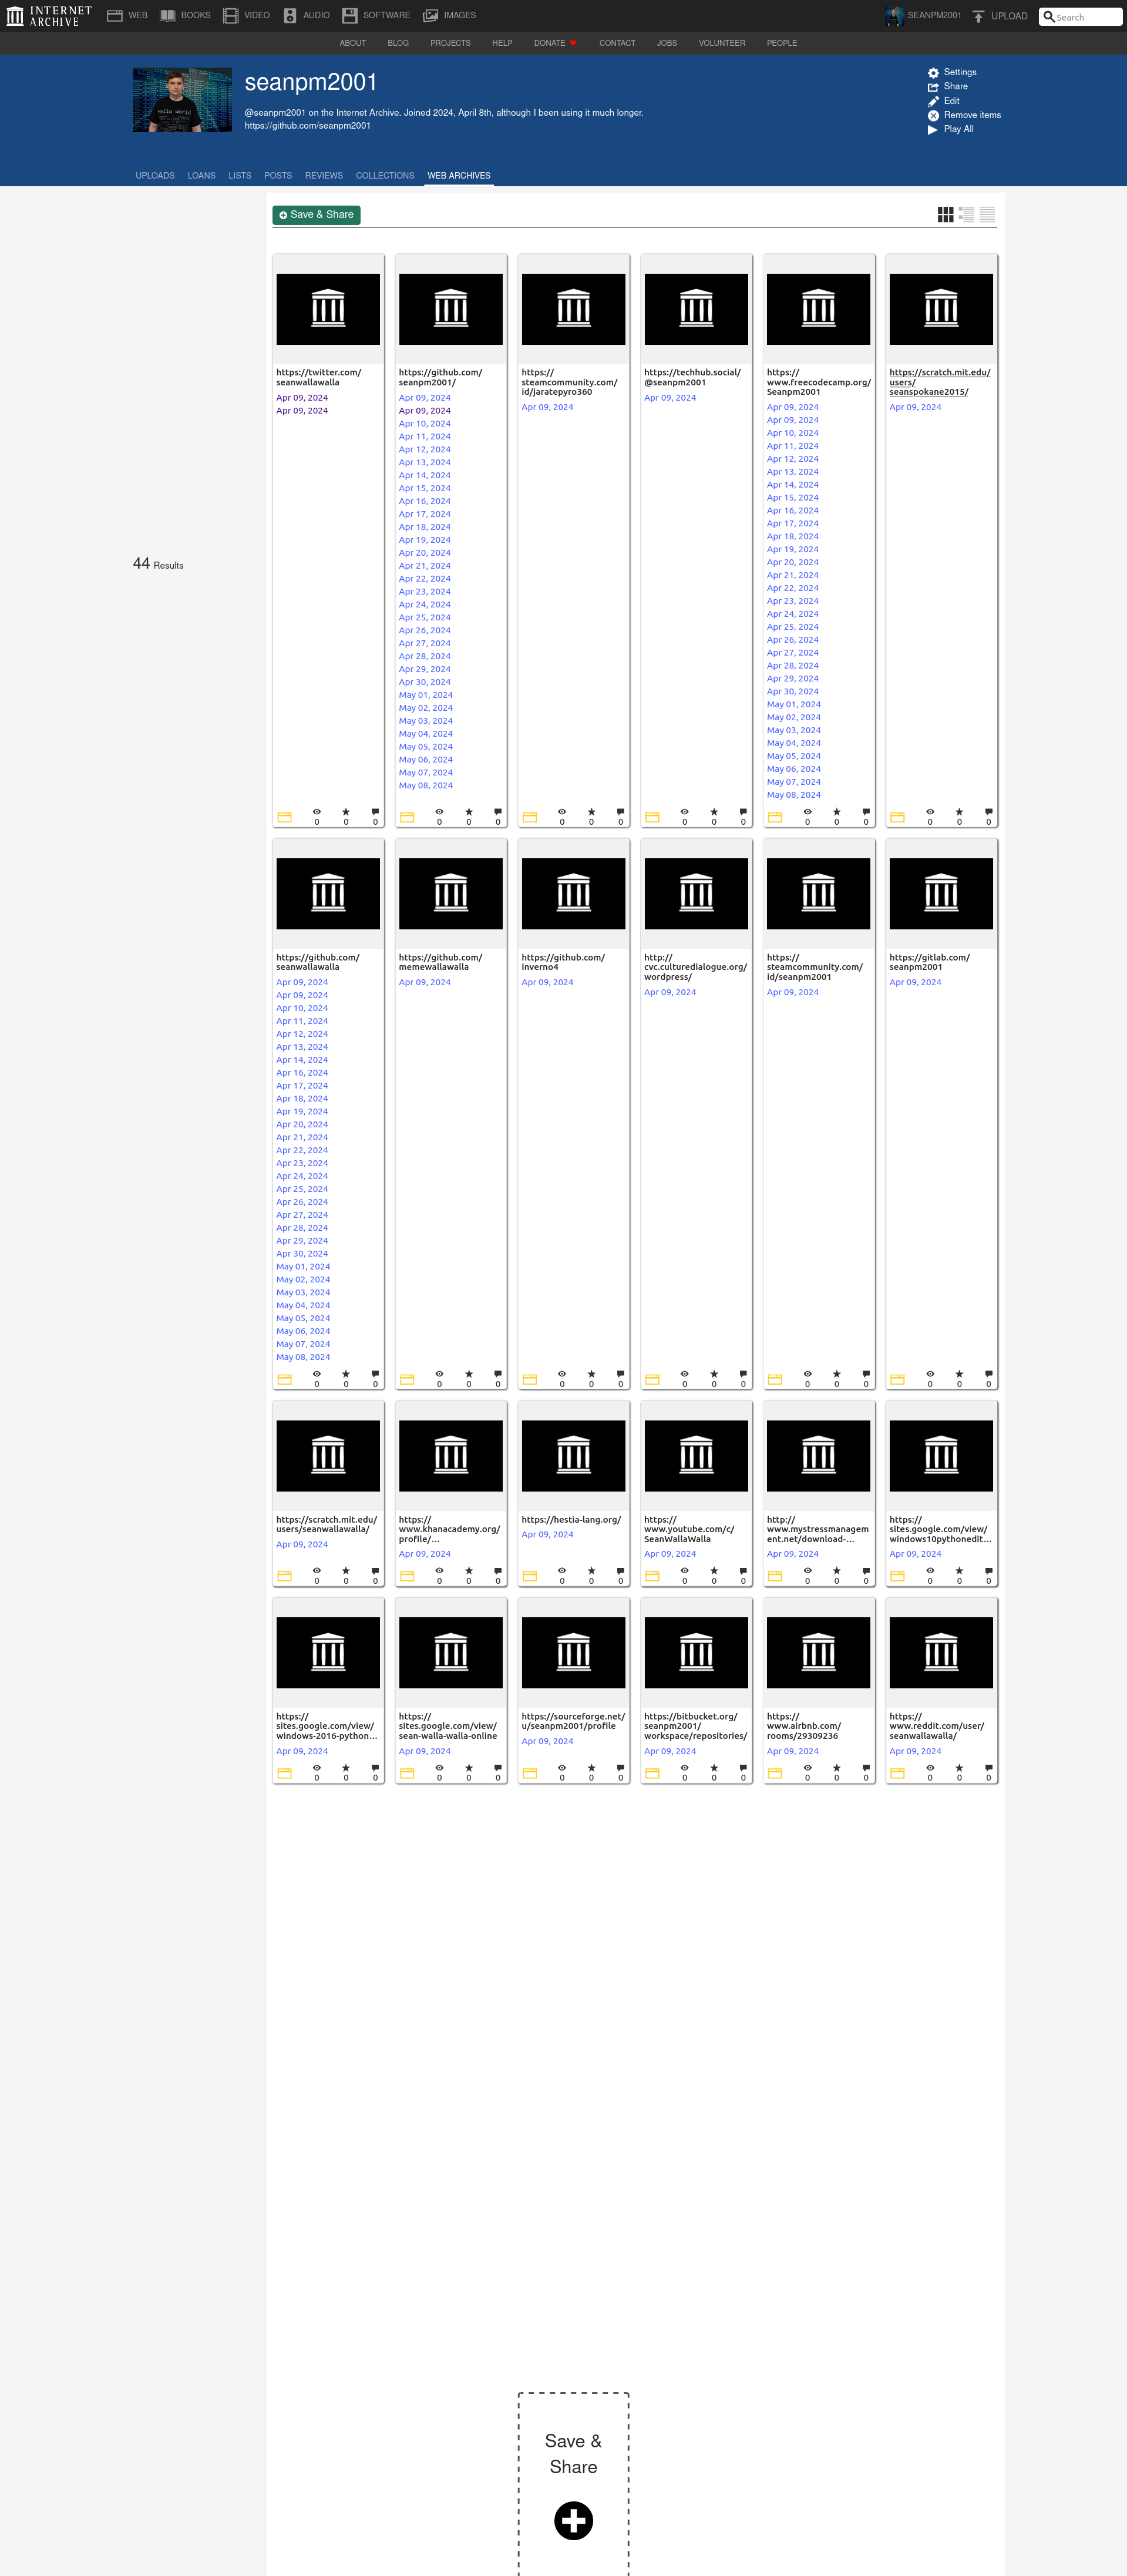 INTERNET
ARCHIVE
WEB
BOOKS
VIDEO
AUDIO
SOFTWARE
IMAGES
SEANPM2001
UPLOAD
Search
ABOUT
BLOG
PROJECTS
HELP
DONATE
CONTACT
JOBS
VOLUNTEER
PEOPLE
Hello World
seanpm2001
@seanpm2001 on the Internet Archive. Joined 2024, April 8th, although I been using it much longer.
https://github.com/seanpm2001
Settings
Share
Edit
Remove items
Play All
UPLOADS
LOANS
LISTS
POSTS
REVIEWS
COLLECTIONS
WEB ARCHIVES
Save & Share
44 Results
https://twitter.com/
seanwallawalla
Apr 09, 2024
Apr 09, 2024
0 0 0
https://github.com/
seanpm2001/
Apr 09, 2024
Apr 09, 2024
Apr 10, 2024
Apr 11, 2024
Apr 12, 2024
Apr 13, 2024
Apr 14, 2024
Apr 15, 2024
Apr 16, 2024
Apr 17, 2024
Apr 18, 2024
Apr 19, 2024
Apr 20, 2024
Apr 21, 2024
Apr 22, 2024
Apr 23, 2024
Apr 24, 2024
Apr 25, 2024
Apr 26, 2024
Apr 27, 2024
Apr 28, 2024
Apr 29, 2024
Apr 30, 2024
May 01, 2024
May 02, 2024
May 03, 2024
May 04, 2024
May 05, 2024
May 06, 2024
May 07, 2024
May 08, 2024
0 0 0
https://
steamcommunity.com/
id/jaratepyro360
Apr 09, 2024
0 0 0
https://techhub.social/
@seanpm2001
Apr 09, 2024
0 0 0
https://
www.freecodecamp.org/
Seanpm2001
Apr 09, 2024
Apr 09, 2024
Apr 10, 2024
Apr 11, 2024
Apr 12, 2024
Apr 13, 2024
Apr 14, 2024
Apr 15, 2024
Apr 16, 2024
Apr 17, 2024
Apr 18, 2024
Apr 19, 2024
Apr 20, 2024
Apr 21, 2024
Apr 22, 2024
Apr 23, 2024
Apr 24, 2024
Apr 25, 2024
Apr 26, 2024
Apr 27, 2024
Apr 28, 2024
Apr 29, 2024
Apr 30, 2024
May 01, 2024
May 02, 2024
May 03, 2024
May 04, 2024
May 05, 2024
May 06, 2024
May 07, 2024
May 08, 2024
0 0 0
https://scratch.mit.edu/
users/
seanspokane2015/
Apr 09, 2024
0 0 0
https://github.com/
seanwallawalla
Apr 09, 2024
Apr 09, 2024
Apr 10, 2024
Apr 11, 2024
Apr 12, 2024
Apr 13, 2024
Apr 14, 2024
Apr 16, 2024
Apr 17, 2024
Apr 18, 2024
Apr 19, 2024
Apr 20, 2024
Apr 21, 2024
Apr 22, 2024
Apr 23, 2024
Apr 24, 2024
Apr 25, 2024
Apr 26, 2024
Apr 27, 2024
Apr 28, 2024
Apr 29, 2024
Apr 30, 2024
May 01, 2024
May 02, 2024
May 03, 2024
May 04, 2024
May 05, 2024
May 06, 2024
May 07, 2024
May 08, 2024
0 0 0
https://github.com/
memewallawalla
Apr 09, 2024
0 0 0
https://github.com/
inverno4
Apr 09, 2024
0 0 0
http://
cvc.culturedialogue.org/
wordpress/
Apr 09, 2024
0 0 0
https://
steamcommunity.com/
id/seanpm2001
Apr 09, 2024
0 0 0
https://gitlab.com/
seanpm2001
Apr 09, 2024
0 0 0
https://scratch.mit.edu/
users/seanwallawalla/
Apr 09, 2024
0 0 0
https://
www.khanacademy.org/
profile/...
Apr 09, 2024
0 0 0
https://hestia-lang.org/
Apr 09, 2024
0 0 0
https://
www.youtube.com/c/
SeanWallaWalla
Apr 09, 2024
0 0 0
http://
www.mystressmanagem
ent.net/download-...
Apr 09, 2024
0 0 0
https://
sites.google.com/view/
windows10pythonedit...
Apr 09, 2024
0 0 0
https://
sites.google.com/view/
windows-2016-python...
Apr 09, 2024
0 0 0
https://
sites.google.com/view/
sean-walla-walla-online
Apr 09, 2024
0 0 0
https://sourceforge.net/
u/seanpm2001/profile
Apr 09, 2024
0 0 0
https://bitbucket.org/
seanpm2001/
workspace/repositories/
Apr 09, 2024
0 0 0
https://
www.airbnb.com/
rooms/29309236
Apr 09, 2024
0 0 0
https://
www.reddit.com/user/
seanwallawalla/
Apr 09, 2024
0 0 0
Save &
Share